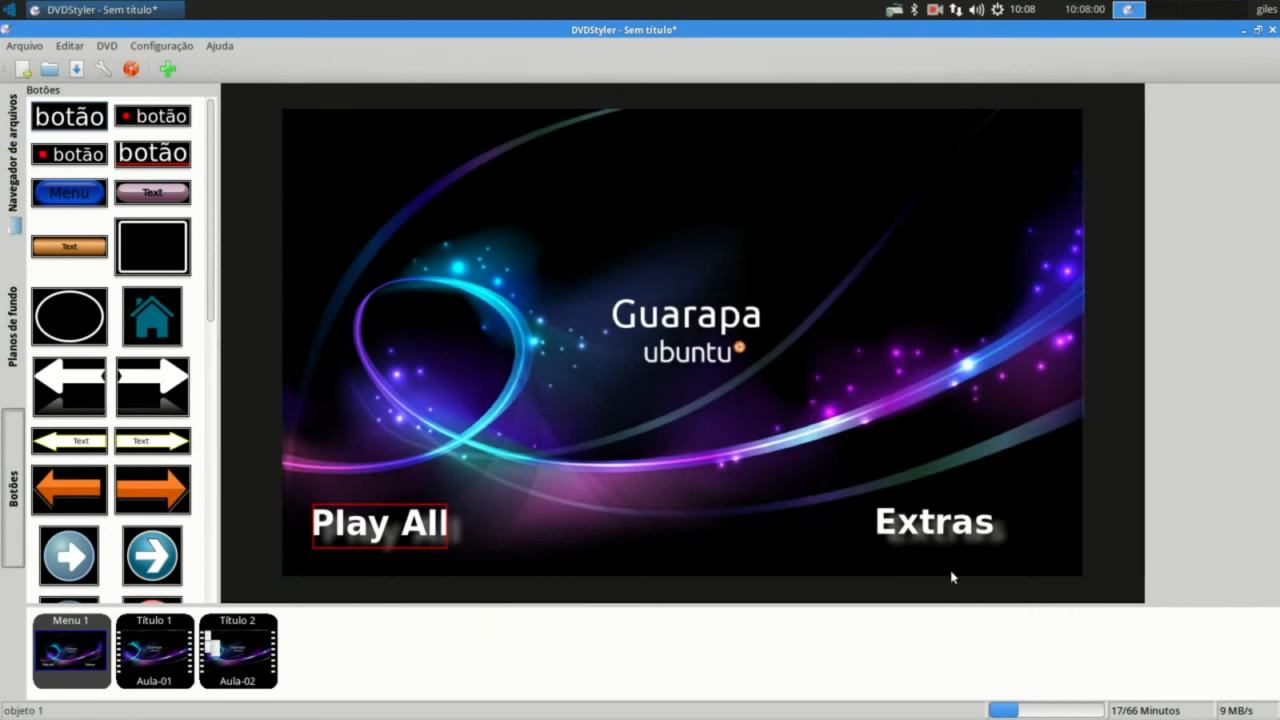 DVDStyler - Sem título*
10:08
10:08:00
giles
DVDStyler - Sem título*
Arquivo Editar DVD Configuração Ajuda
Botões
Navegador de arquivos
Planos de fundo
Botões
botão
botão
botão
botão
Menu
Text
Text
Text
Text
Guarapa
ubuntu
Play All
Extras
Menu 1
Título 1
Título 2
Aula-01
Aula-02
objeto 1
17/66 Minutos
9 MB/s